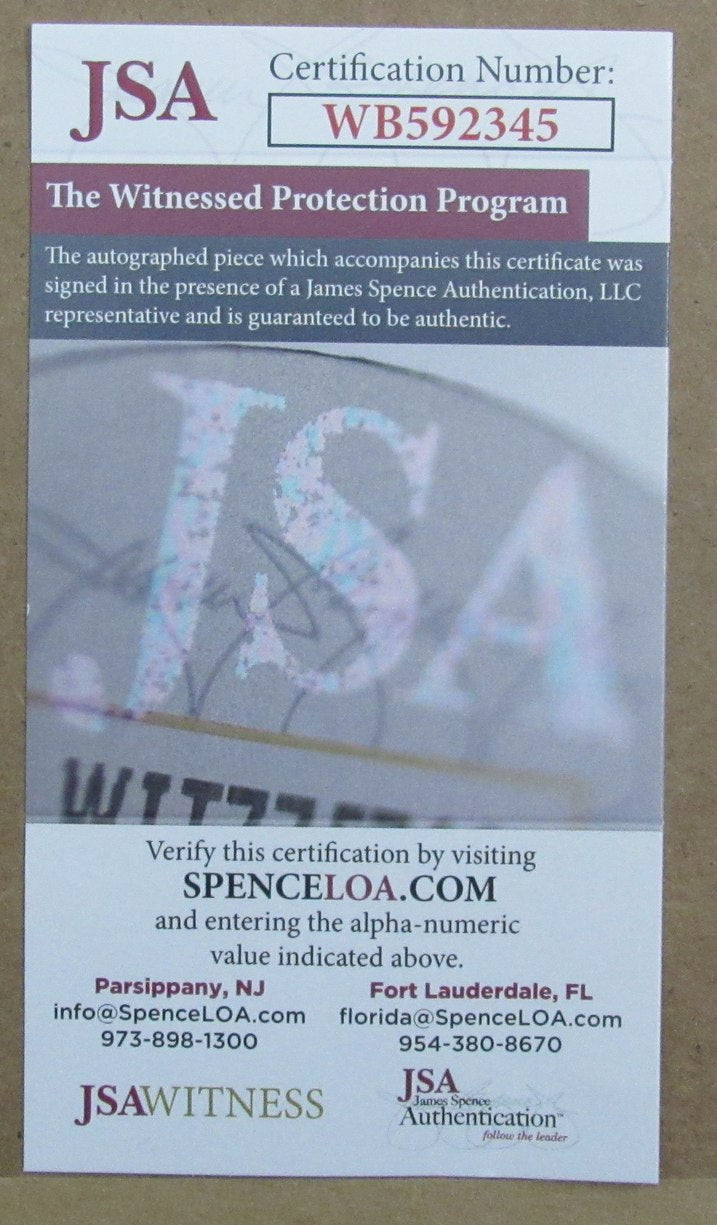 JSA
Certification Number:
WB592345
The Witnessed Protection Program
The autographed piece which accompanies this certificate was
signed in the presence of a James Spence Authentication, LLC
representative and is guaranteed to be authentic.
JSA
Verify this certification by visiting
SPENCELOA.COM
and entering the alpha-numeric
value indicated above.
Parsippany, NJ
info@SpenceLOA.com
973-898-1300
Fort Lauderdale, FL
florida@SpenceLOA.com
954-380-8670
JSAWITNESS
JSA
James Spence
Authentication™
follow the leader